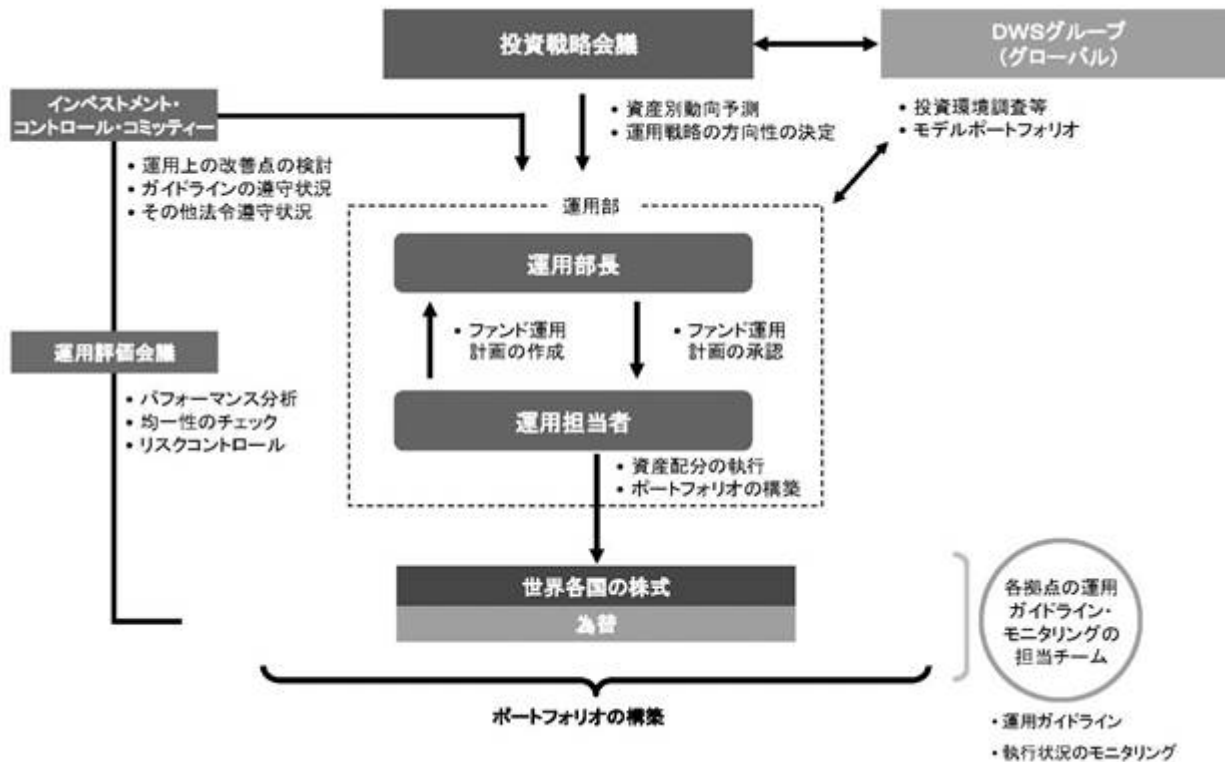 投資戦略会議
DWSグループ
（グローバル）
インベストメント・
コントロール・コミッティー
• 資産別動向予測
• 運用戦略の方向性の決定
• 投資環境調査等
• モデルポートフォリオ
• 運用上の改善点の検討
• ガイドラインの遵守状況
• その他法令遵守状況
運用部
運用部長
• ファンド運用
計画の作成
• ファンド運用
計画の承認
運用評価会議
• パフォーマンス分析
• 均一性のチェック
• リスクコントロール
運用担当者
• 資産配分の執行
• ポートフォリオの構築
世界各国の株式
為替
各拠点の運用
ガイドライン・
モニタリングの
担当チーム
ポートフォリオの構築
• 運用ガイドライン
• 執行状況のモニタリング